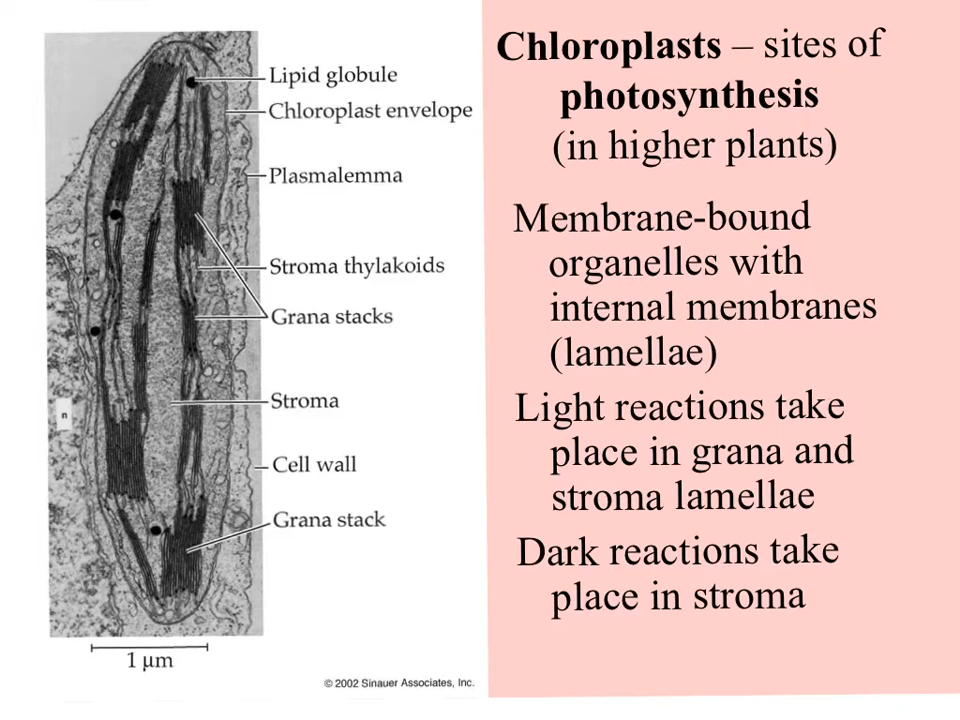 Lipid globule
Chloroplast envelope
Plasmalemma
Stroma thylakoids
Grana stacks
Stroma
Cell wall
Grana stack
n
1 µm
© 2002 Sinauer Associates, Inc.
Chloroplasts – sites of
photosynthesis
(in higher plants)
Membrane-bound
organelles with
internal membranes
(lamellae)
Light reactions take
place in grana and
stroma lamellae
Dark reactions take
place in stroma